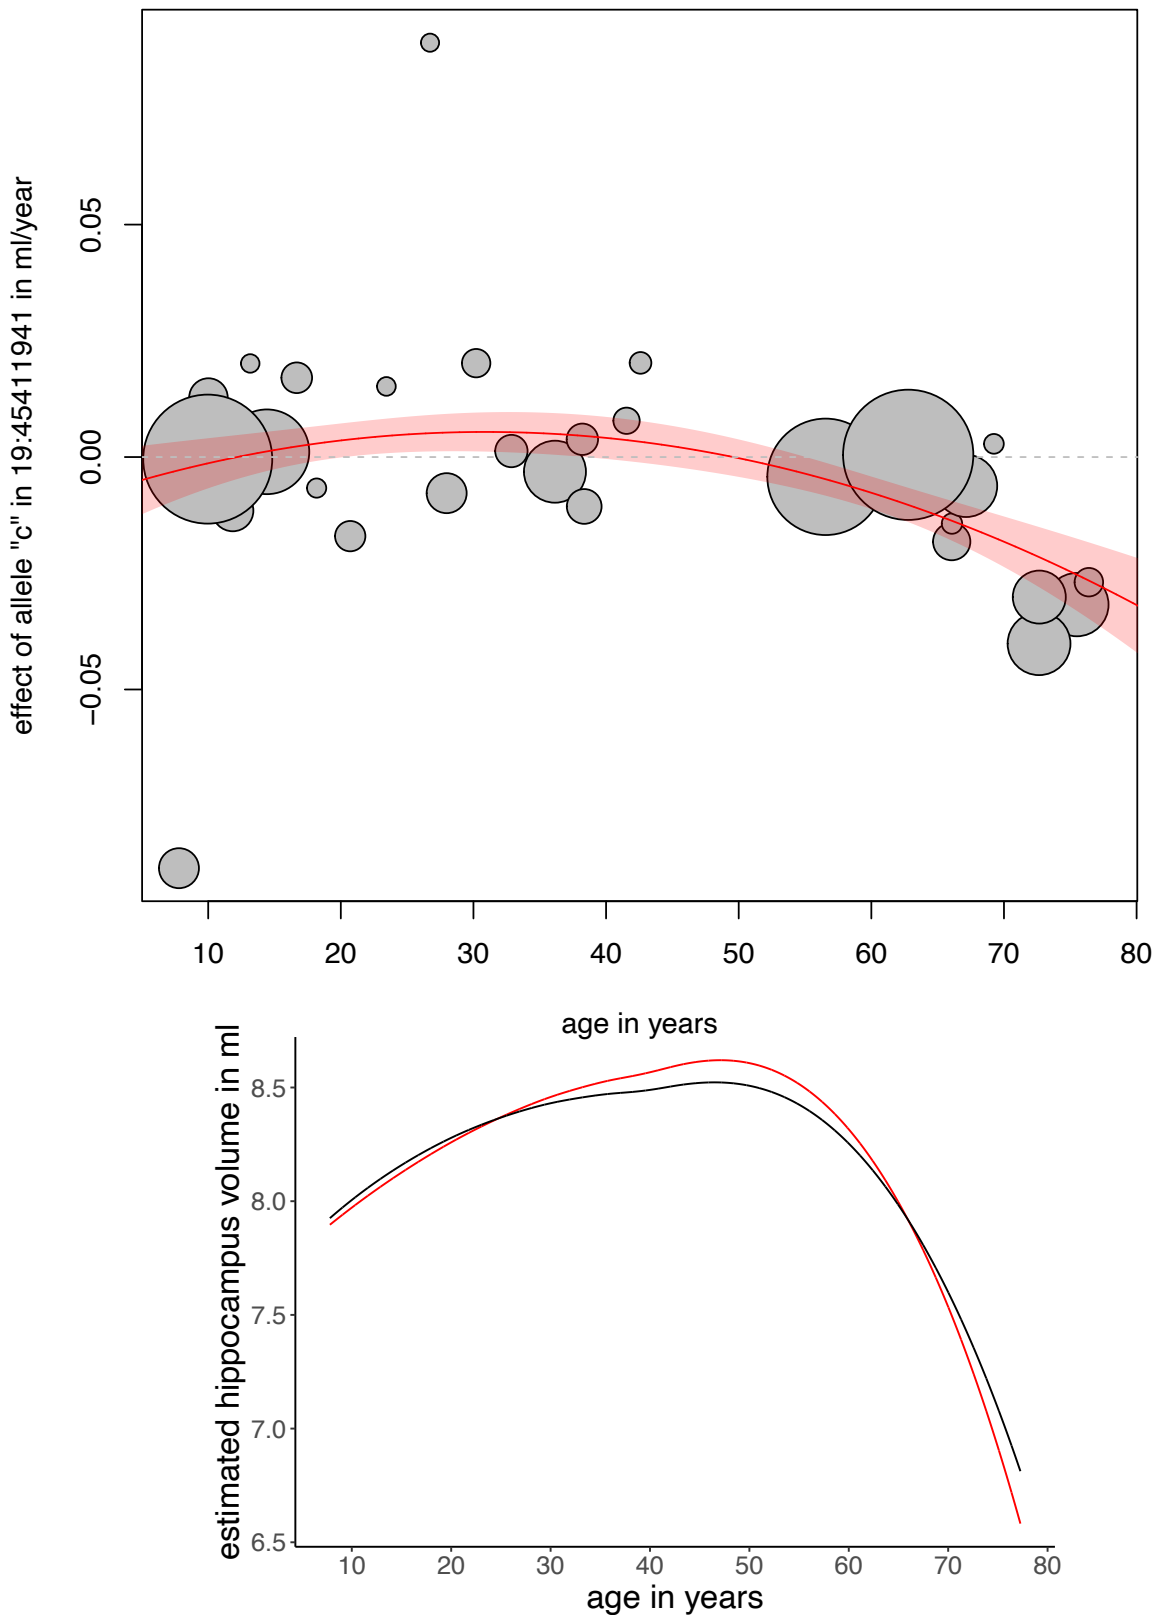 effect of allele "c" in 19:45411941 in ml/year
0.05
0.00
−0.05
10 20 30 40 50 60 70 80
age in years
estimated hippocampus volume in ml
8.5
8.0
7.5
7.0
6.5
10 20 30 40 50 60 70 80
age in years